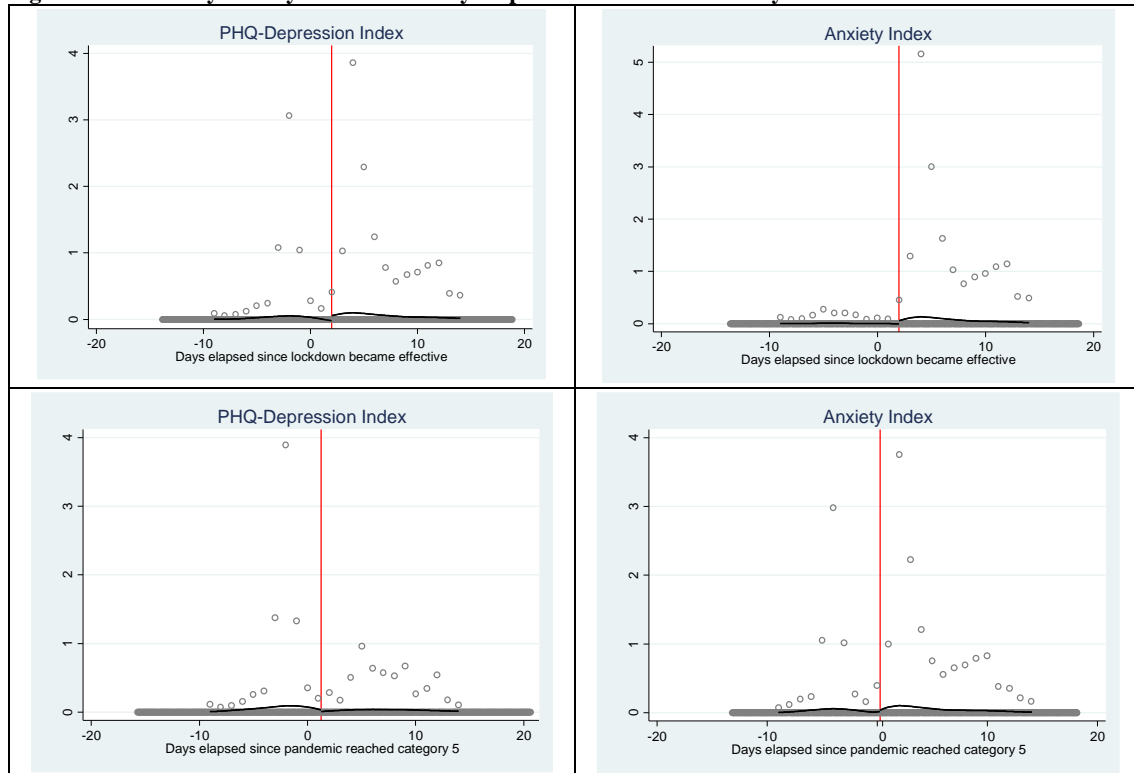 PHQ-Depression Index
4
3
2
1
0
-20 -10 0 10 20
Days elapsed since lockdown became effective
Anxiety Index
5
4
3
2
1
0
-20 -10 0 10 20
Days elapsed since lockdown became effective
PHQ-Depression Index
4
3
2
1
0
-20 -10 0 10 20
Days elapsed since pandemic reached category 5
Anxiety Index
4
3
2
1
0
-20 -10 0 10 20
Days elapsed since pandemic reached category 5